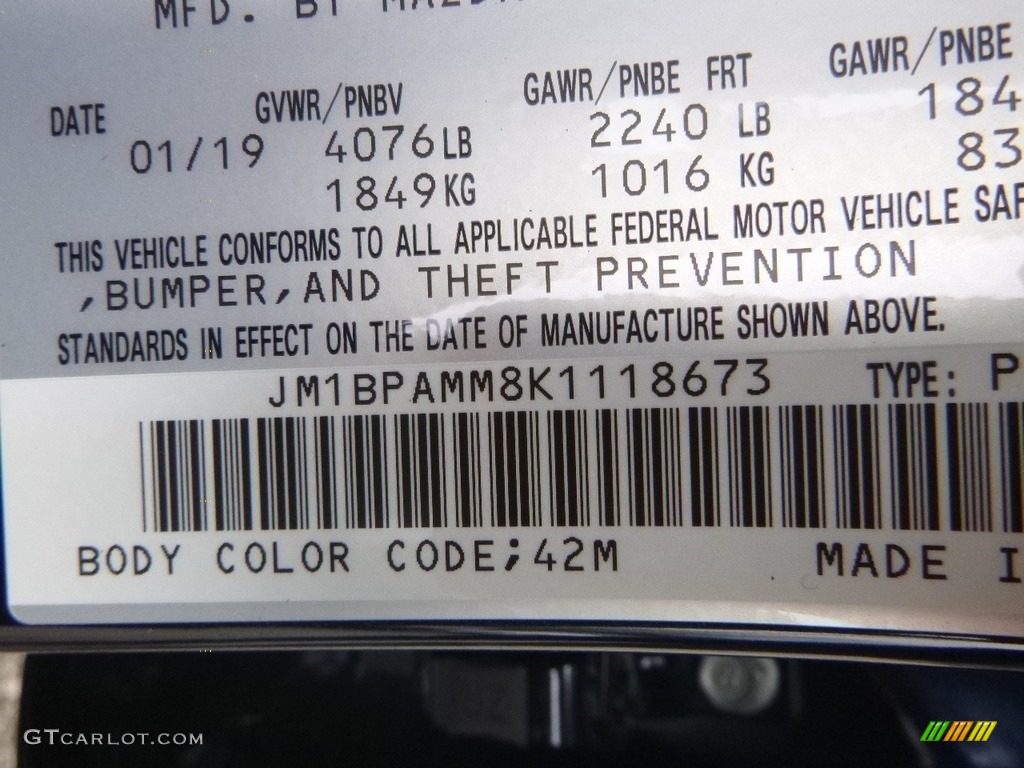 MFD. BY MAZDA
DATE GVWR/PNBV GAWR/PNBE FRT GAWR/PNBE
01/19 4076LB 2240 LB 184
1849KG 1016 KG 83
THIS VEHICLE CONFORMS TO ALL APPLICABLE FEDERAL MOTOR VEHICLE SAF
,BUMPER,AND THEFT PREVENTION
STANDARDS IN EFFECT ON THE DATE OF MANUFACTURE SHOWN ABOVE.
JM1BPAMM8K1118673 TYPE: P
BODY COLOR CODE;42M MADE I
GTCARLOT.COM